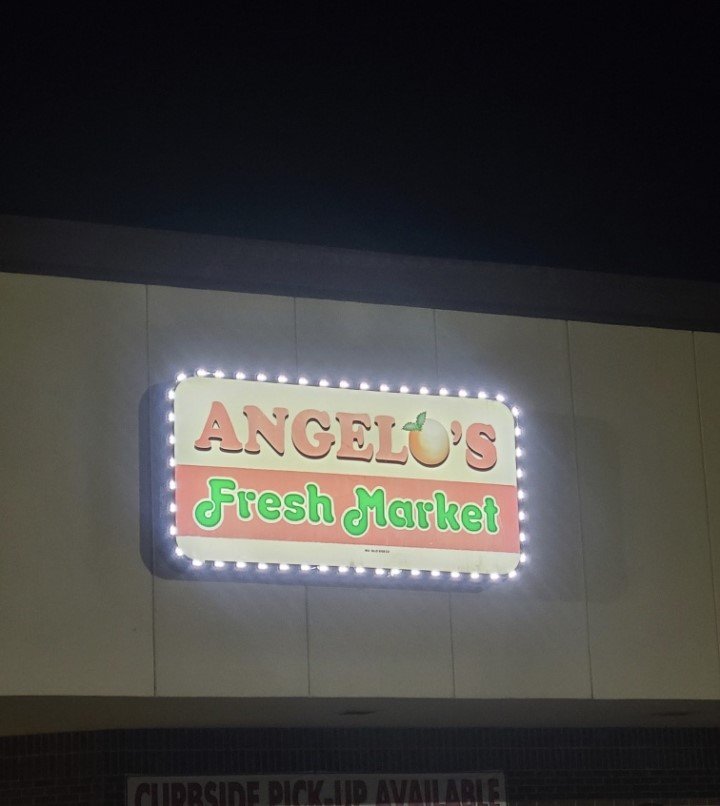 ANGELO'S
Fresh Market
CURBSIDE PICK-UP AVAILABLE